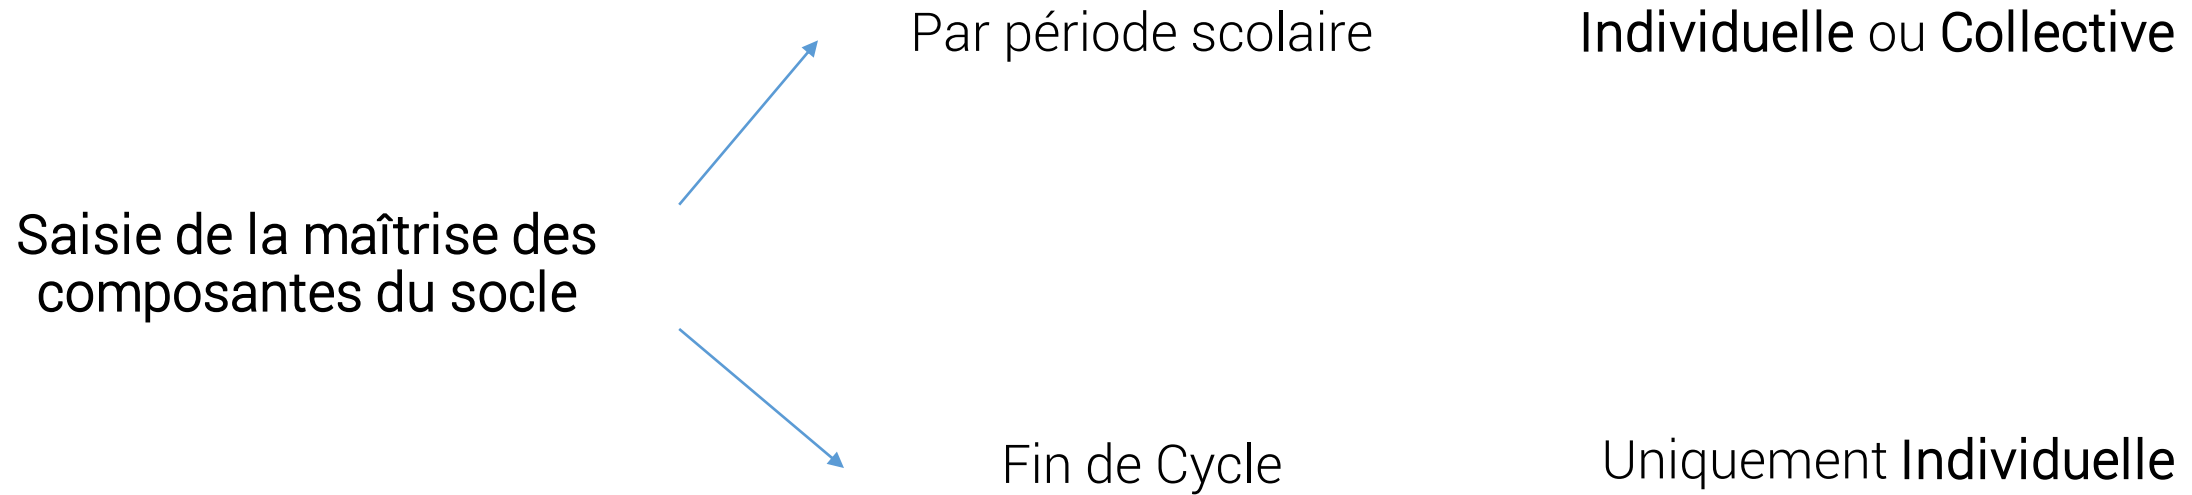 Par période scolaire
Individuelle ou Collective
Saisie de la maîtrise des
composantes du socle
Fin de Cycle
Uniquement Individuelle